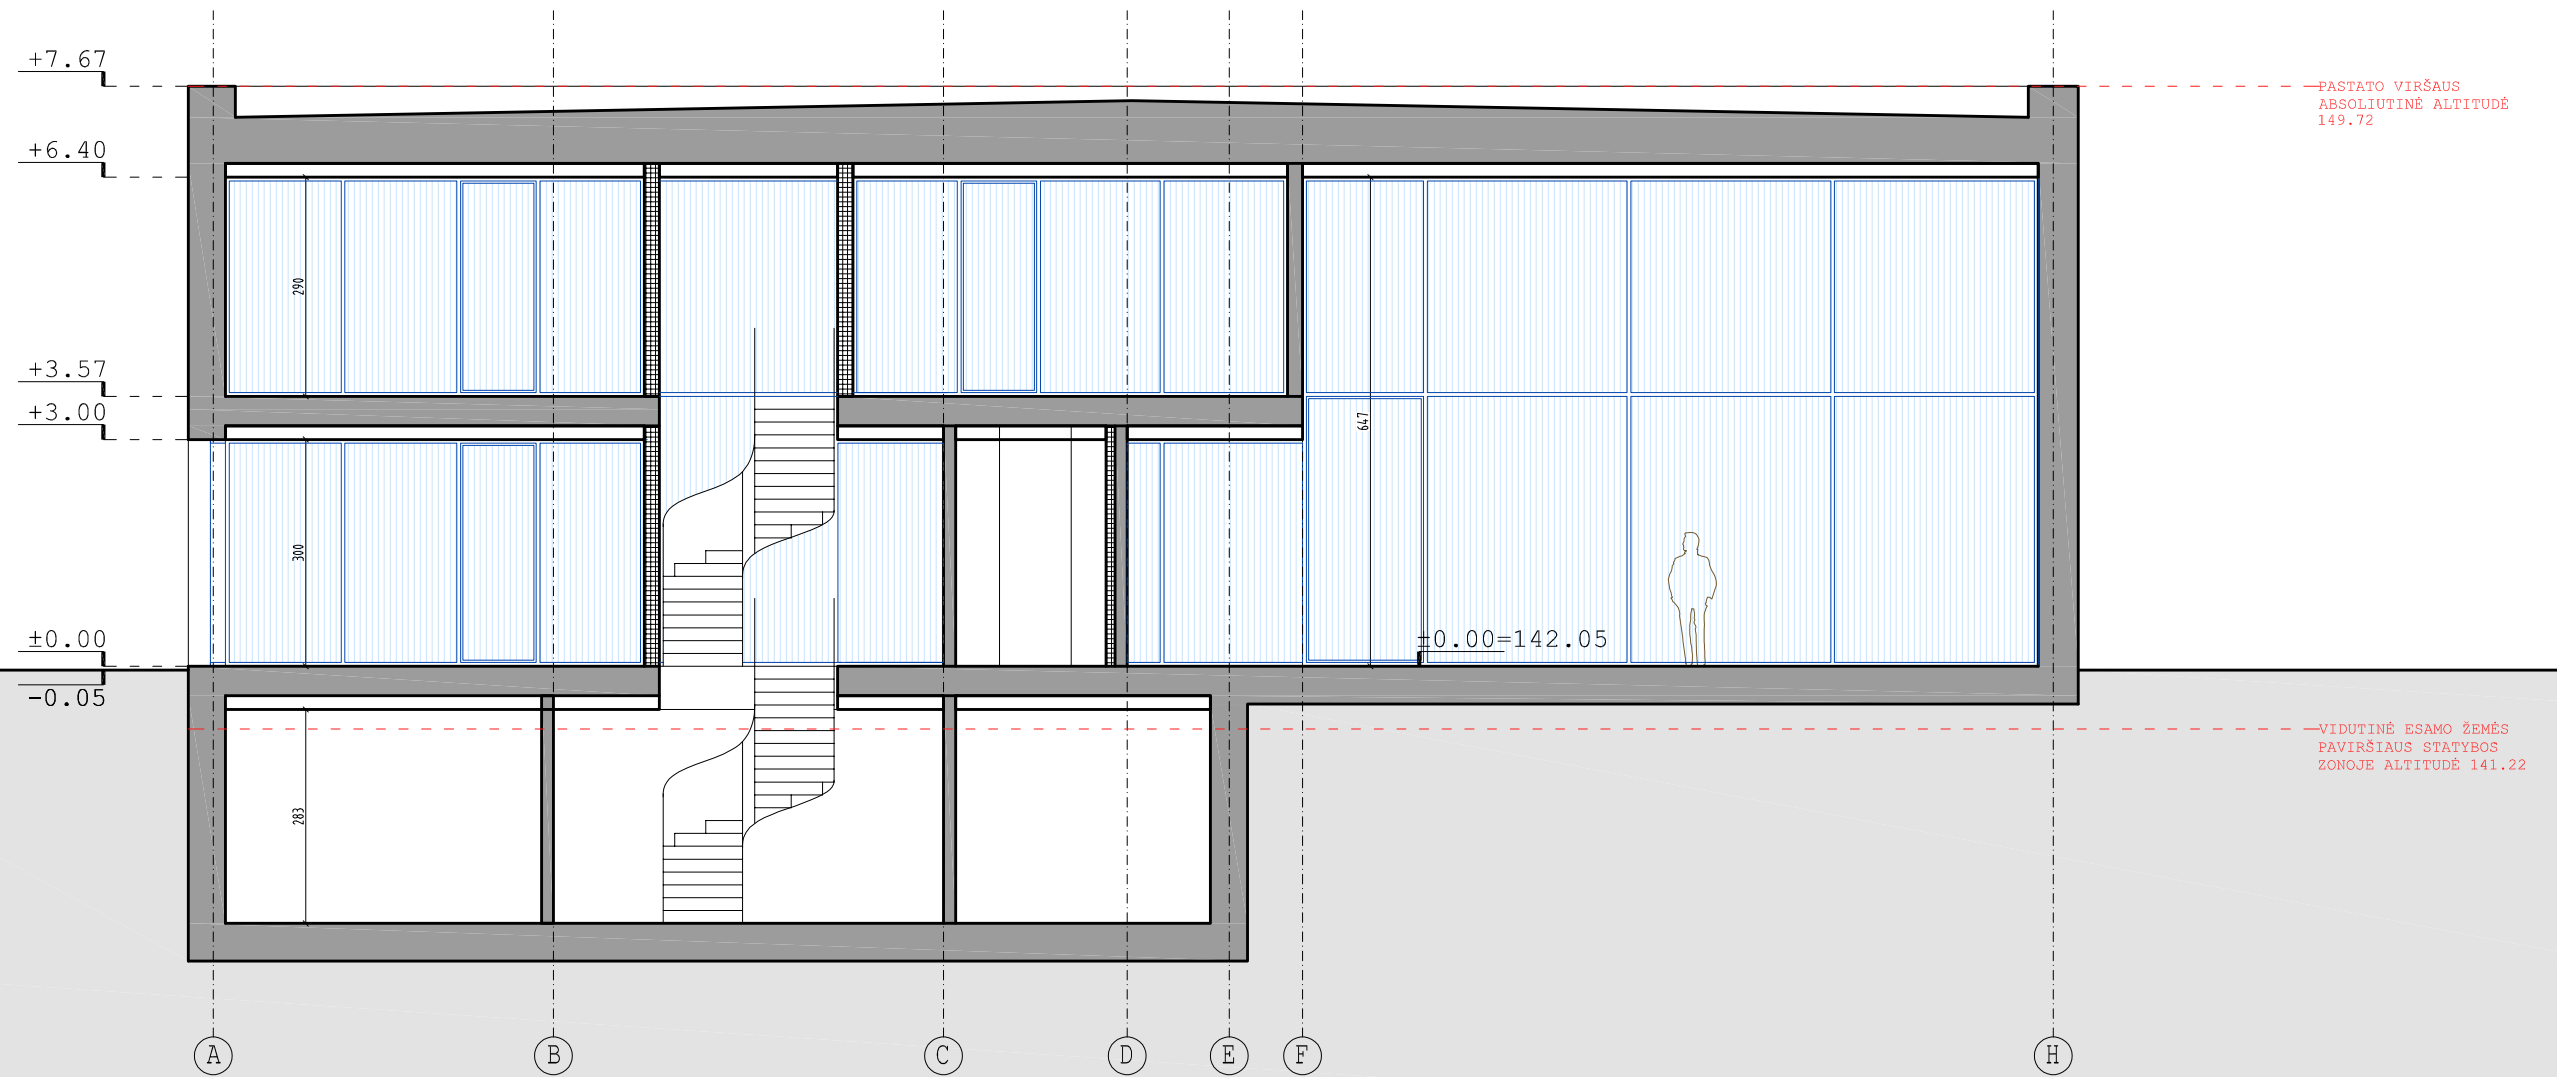 +7.67
PASTATO VIRŠAUS
ABSOLIUTINĖ ALTITUDĖ
149.72
+6.40
290
+3.57
+3.00
647
300
±0.00
±0.00=142.05
-0.05
VIDUTINĖ ESAMO ŽEMĖS
PAVIRŠIAUS STATYBOS
ZONOJE ALTITUDĖ 141.22
283
A B C D E F H